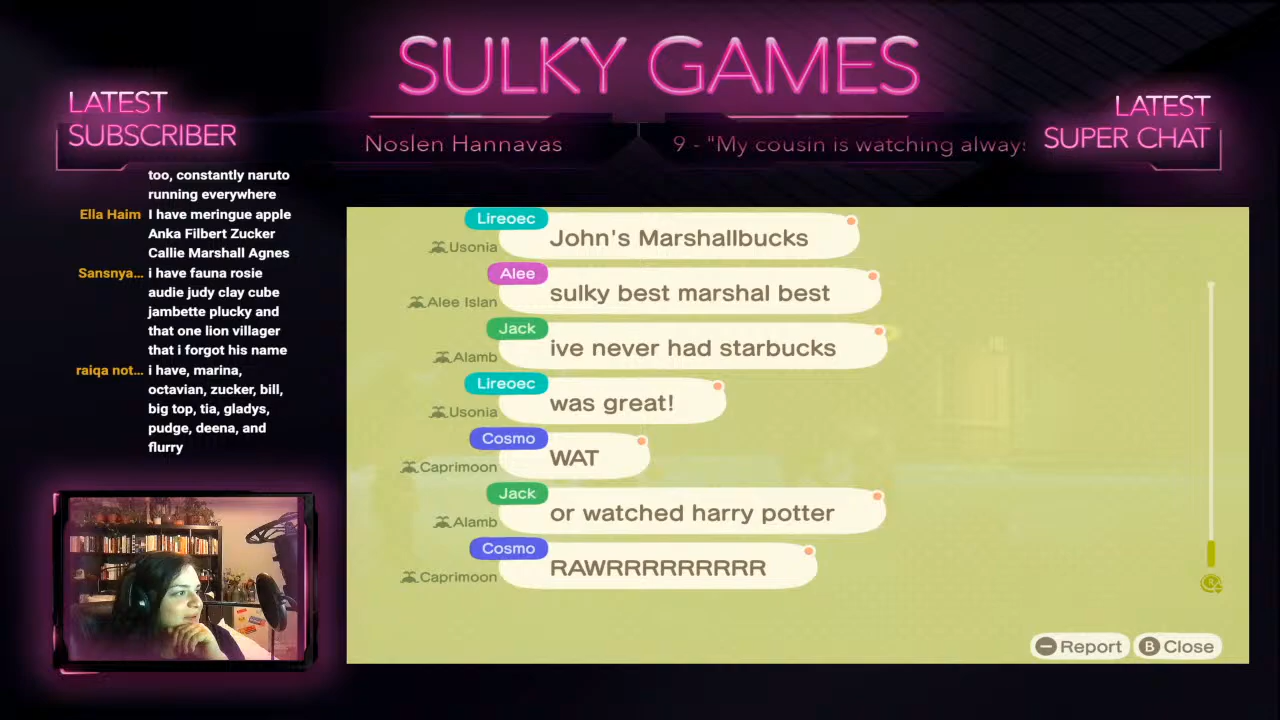 SULKY GAMES
LATEST
SUBSCRIBER
Noslen Hannavas
9 - "My cousin is watching always
LATEST
SUPER CHAT
too, constantly naruto
running everywhere
Ella Haim I have meringue apple
Anka Filbert Zucker
Callie Marshall Agnes
Sansnya... i have fauna rosie
audie judy clay cube
jambette plucky and
that one lion villager
that i forgot his name
raiqa not... i have, marina,
octavian, zucker, bill,
big top, tia, gladys,
pudge, deena, and
flurry
Lireoec
Usonia
John's Marshallbucks
Alee
Alee Islan
sulky best marshal best
Jack
Alamb
ive never had starbucks
Lireoec
Usonia
was great!
Cosmo
Caprimoon
WAT
Jack
Alamb
or watched harry potter
Cosmo
Caprimoon
RAWRRRRRRRRR
Report
B Close